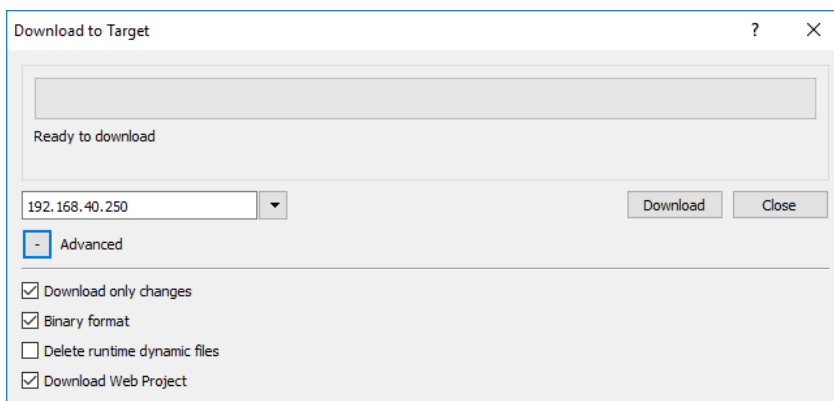 Download to Target ?
Ready to download
192.168.40.250 Download Close
- Advanced
Download only changes
Binary format
Delete runtime dynamic files
Download Web Project